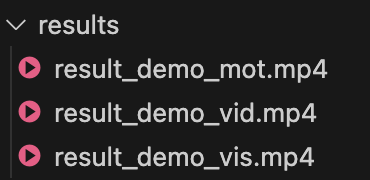 results
result_demo_mot.mp4
result_demo_vid.mp4
result_demo_vis.mp4